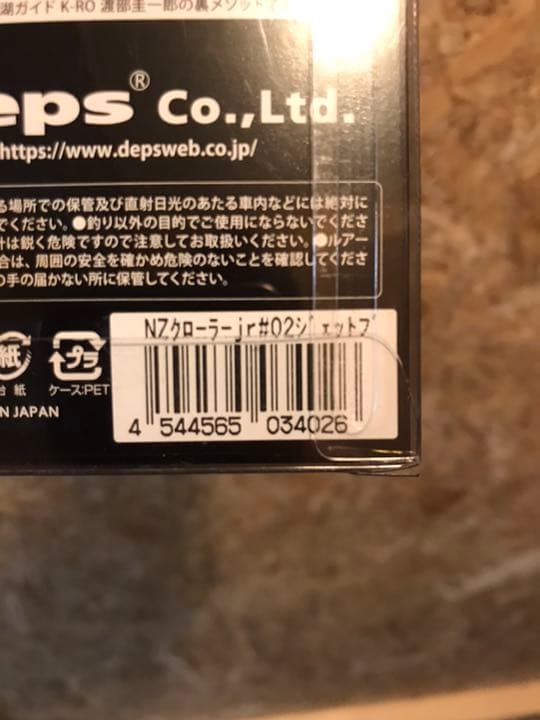 湖ガイド K-RO 渡部圭一郎の裏メソッド
eps® Co.,Ltd.
https://www.depsweb.co.jp/
る場所での保管及び直射日光のあたる車内などには絶対に
でください。●釣り以外の目的でご使用にならないでくださ
計は鋭く危険ですので注意してお取扱いください。●ルアー
合は、周囲の安全を確かめ危険のないことを確認してくださ
の手の届かない所に保管してください。
紙
プラ
台 紙
ケース:PET
N JAPAN
NZクローラーjr#02ジェットブ
4 544565 034026